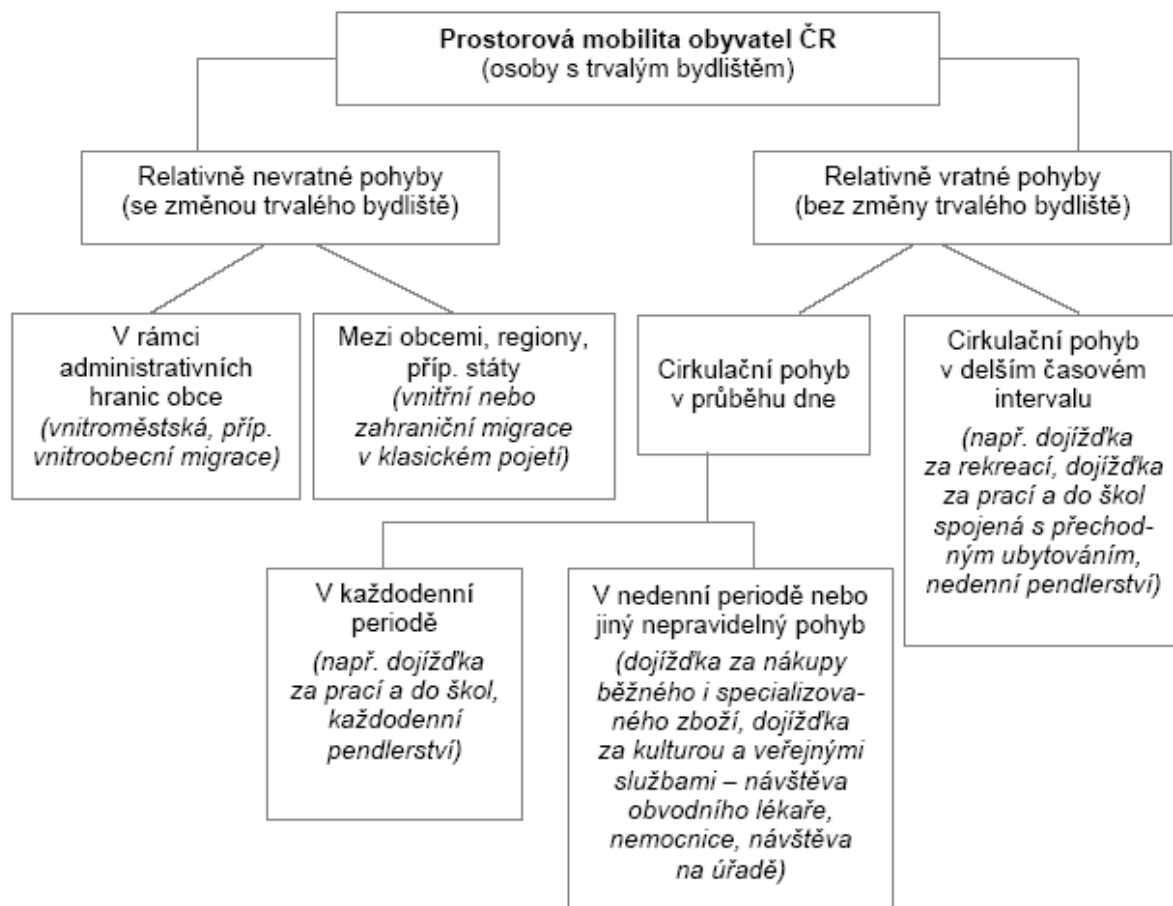 Prostorová mobilita obyvatel ČR
(osoby s trvalým bydlištěm)
Relativně nevratné pohyby
(se změnou trvalého bydliště)
Relativně vratné pohyby
(bez změny trvalého bydliště)
V rámci
administrativních
hranic obce
(vnitroměstská, příp.
vnitroobecní migrace)
Mezi obcemi, regiony,
příp. státy
(vnitřní nebo
zahraniční migrace
v klasickém pojetí)
Cirkulační pohyb
v průběhu dne
Cirkulační pohyb
v delším časovém
intervalu
(např. dojížďka
za rekreací, dojížďka
za prací a do škol
spojená s přechod-
ným ubytováním,
nedenní pendlerství)
V každodenní
periodě
(např. dojížďka
za prací a do škol,
každodenní
pendlerství)
V nedenní periodě nebo
jiný nepravidelný pohyb
(dojížďka za nákupy
běžného i specializova-
ného zboží, dojížďka
za kulturou a veřejnými
službami – návštěva
obvodního lékaře,
nemocnice, návštěva
na úřadě)